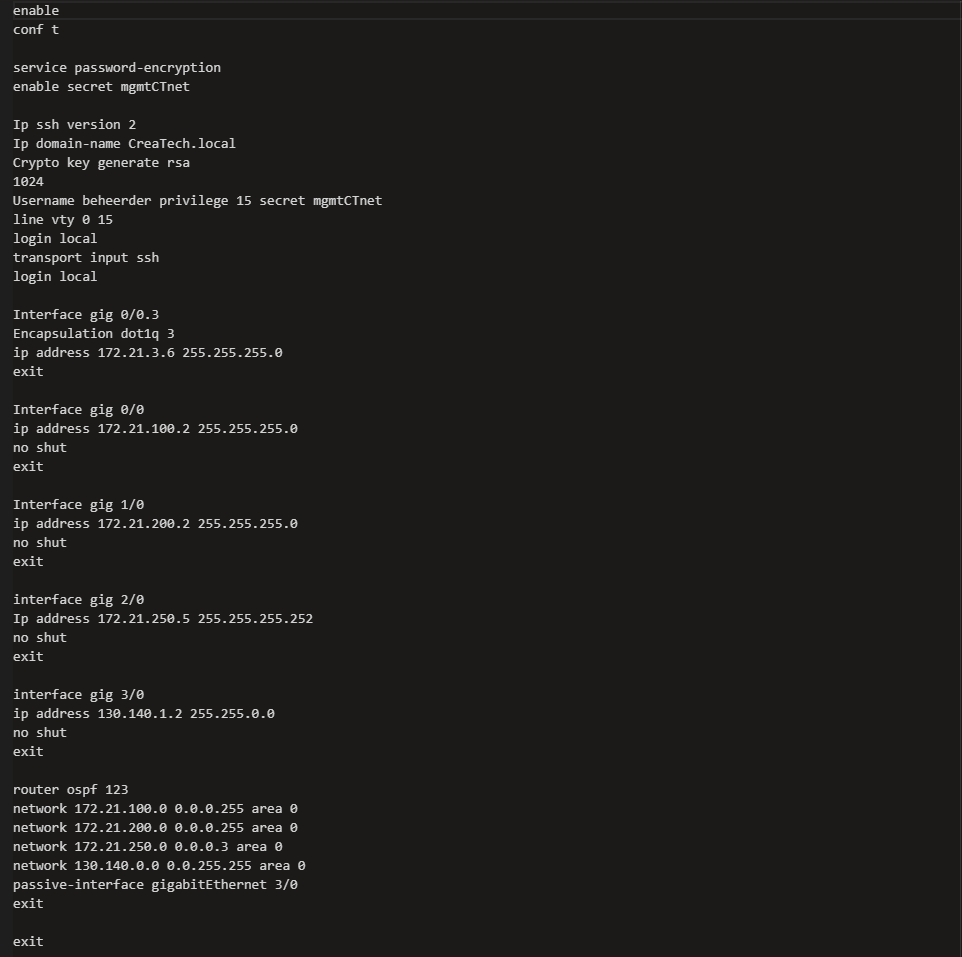 enable
conf t
service password-encryption
enable secret mgmtCTnet
Ip ssh version 2
Ip domain-name CreaTech.local
Crypto key generate rsa
1024
Username beheerder privilege 15 secret mgmtCTnet
line vty 0 15
login local
transport input ssh
login local
Interface gig 0/0.3
Encapsulation dot1q 3
ip address 172.21.3.6 255.255.255.0
exit
Interface gig 0/0
ip address 172.21.100.2 255.255.255.0
no shut
exit
Interface gig 1/0
ip address 172.21.200.2 255.255.255.0
no shut
exit
interface gig 2/0
Ip address 172.21.250.5 255.255.255.252
no shut
exit
interface gig 3/0
ip address 130.140.1.2 255.255.0.0
no shut
exit
router ospf 123
network 172.21.100.0 0.0.0.255 area 0
network 172.21.200.0 0.0.0.255 area 0
network 172.21.250.0 0.0.0.3 area 0
network 130.140.0.0 0.0.255.255 area 0
passive-interface gigabitEthernet 3/0
exit
exit